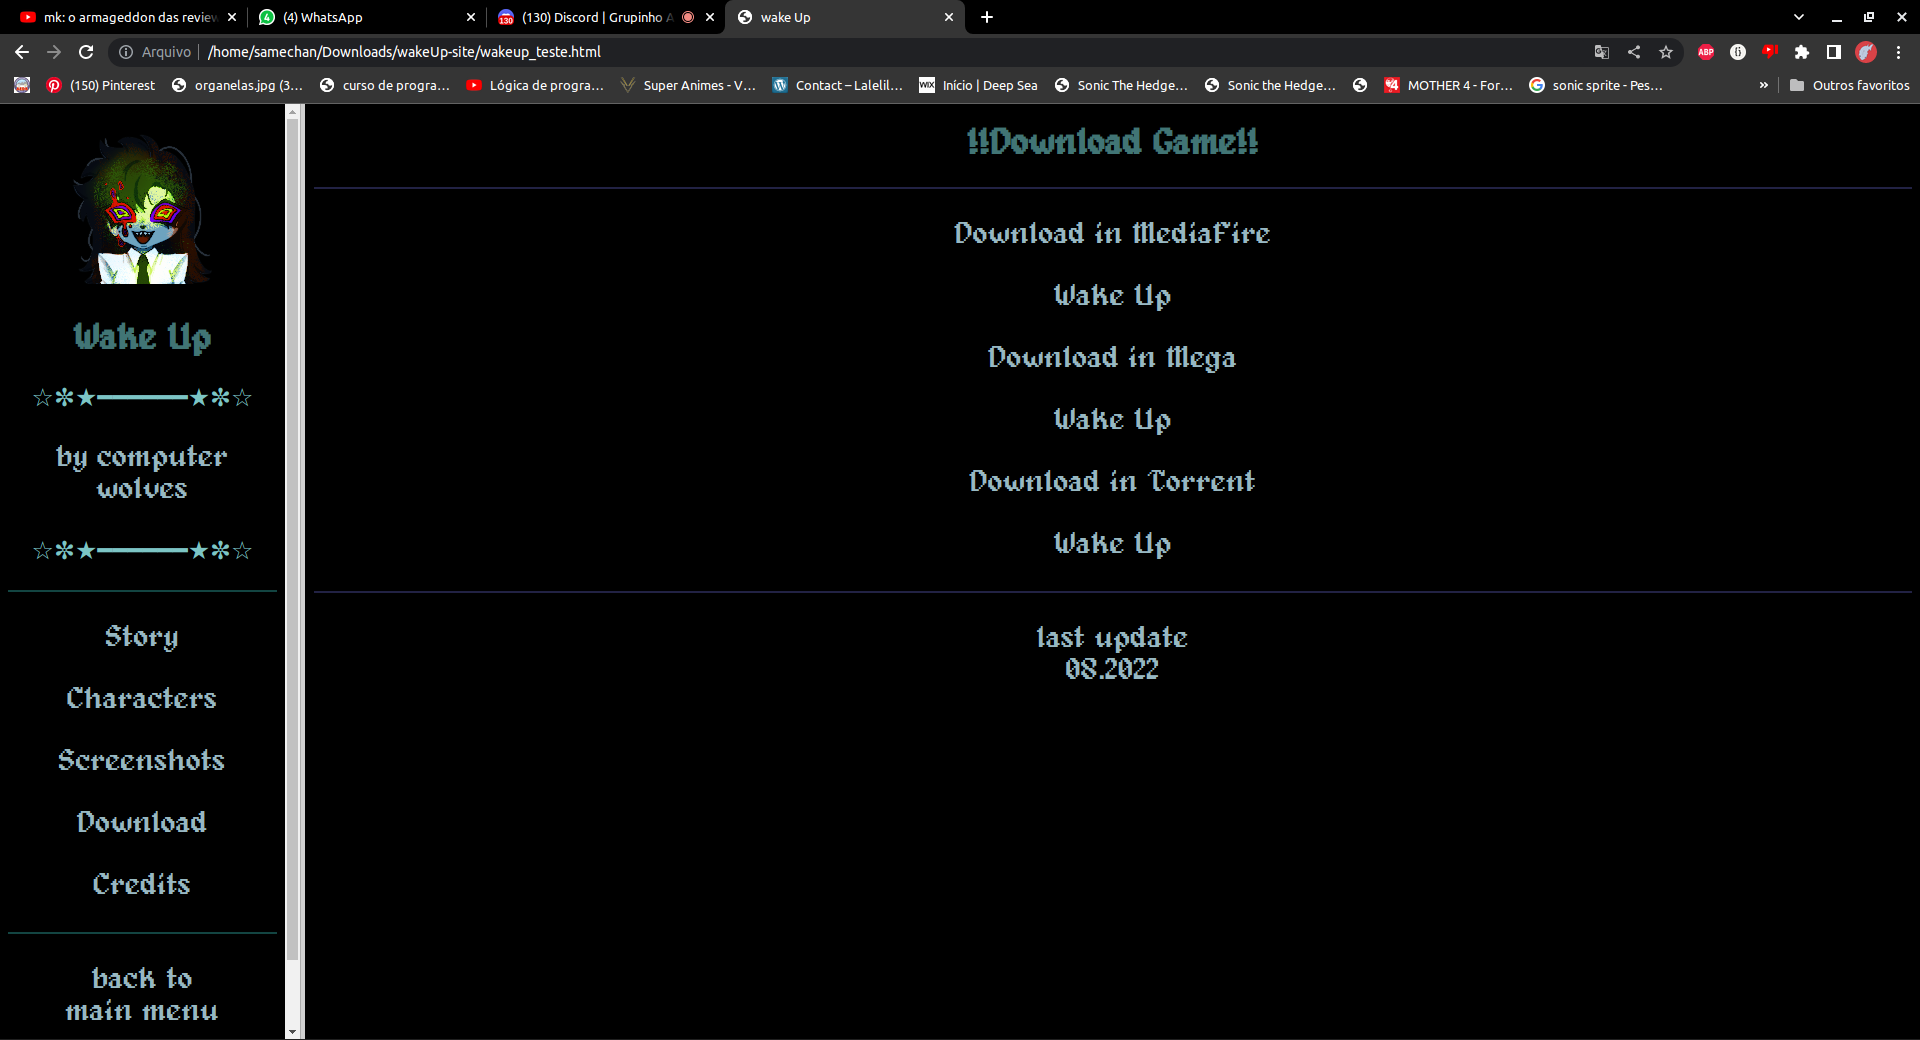 mk: o armageddon das review
(4) WhatsApp
130
(130) Discord | Grupinho A
wake Up
Arquivo
/home/samechan/Downloads/wakeUp-site/wakeup_teste.html
ABP
(150) Pinterest
organelas.jpg (3...
curso de progra...
Lógica de progra...
Super Animes - V...
Contact – Lalelil...
WIX
Início | Deep Sea
Sonic The Hedge...
Sonic the Hedge...
MOTHER 4 - For...
sonic sprite - Pes...
»
Outros favoritos
Wake Up
☆✼★━━━━━━★✼☆
by computer
wolves
☆✼★━━━━━━★✼☆
Story
Characters
Screenshots
Download
Credits
back to
main menu
!!Download Game!!
Download in MediaFire
Wake Up
Download in Mega
Wake Up
Download in Torrent
Wake Up
last update
08.2022